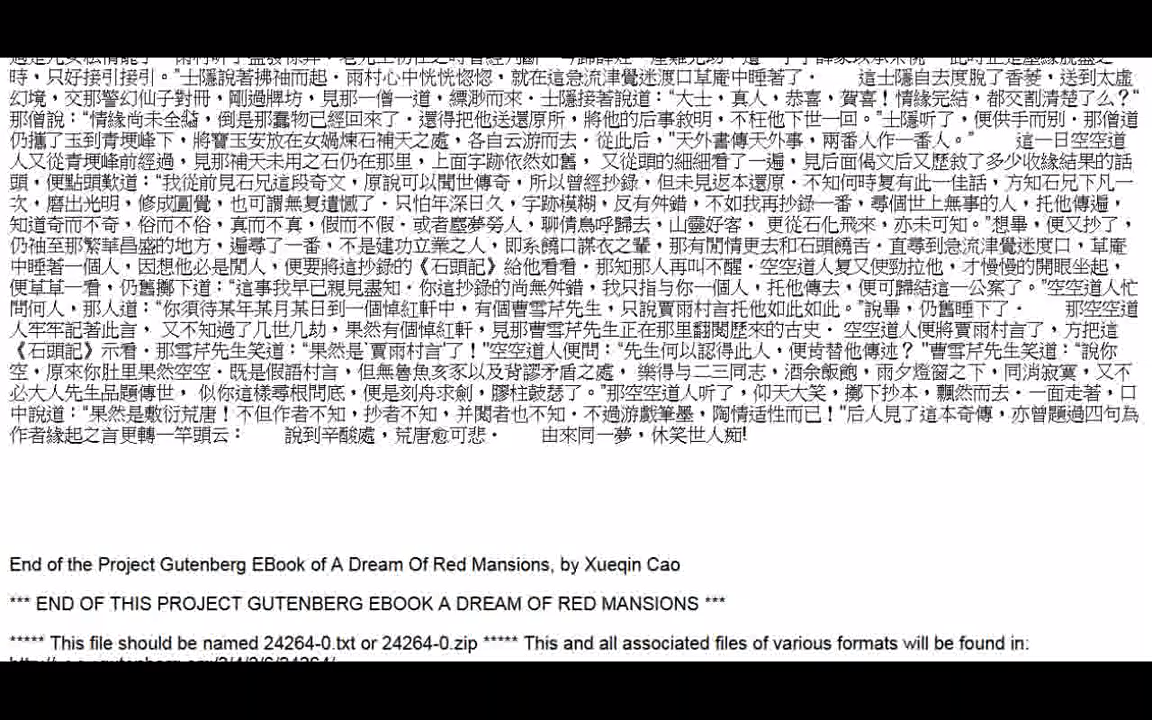 時，只好接引接引．”士隱說著拂袖而起．雨村心中恍恍惚惚，就在這急流津覺迷渡口草庵中睡著了．　　這士隱自去度脫了香菱，送到太虛
幻境，交那警幻仙子對冊，剛過牌坊，見那一僧一道，縹渺而來．士隱接著說道：“大士，真人，恭喜，賀喜！情緣完結，都交割清楚了么？”
那僧說：“情緣尚未全結，倒是那蠢物已經回來了．還得把他送還原所，將他的后事敘明，不枉他下世一回．”士隱听了，便供手而別．那僧道
仍攜了玉到青埂峰下，將寶玉安放在女媧煉石補天之處，各自云游而去．從此后，“天外書傳天外事，兩番人作一番人．”　　這一日空空道
人又從青埂峰前經過，見那補天未用之石仍在那里，上面字跡依然如舊，又從頭的細細看了一遍，見后面偈文后又歷敘了多少收緣結果的話
頭，便點頭歎道：“我從前見石兄這段奇文，原說可以聞世傳奇，所以曾經抄錄，但未見返本還原．不知何時复有此一佳話，方知石兄下凡一
次，磨出光明，修成圓覺，也可謂無复遺憾了．只怕年深日久，字跡模糊，反有舛錯，不如我再抄錄一番，尋個世上無事的人，托他傳遍，
知道奇而不奇，俗而不俗，真而不真，假而不假．或者塵夢勞人，聊倩鳥呼歸去，山靈好客，更從石化飛來，亦未可知．”想畢，便又抄了，
仍袖至那繁華昌盛的地方，遍尋了一番，不是建功立業之人，即系饒口謀衣之輩，那有閒情更去和石頭饒舌．直尋到急流津覺迷度口，草庵
中睡著一個人，因想他必是閒人，便要將這抄錄的《石頭記》給他看看．那知那人再叫不醒．空空道人复又使勁拉他，才慢慢的開眼坐起，
便草草一看，仍舊擲下道：“這事我早已親見盡知．你這抄錄的尚無舛錯，我只指与你一個人，托他傳去，便可歸結這一公案了．”空空道人忙
問何人，那人道：“你須待某年某月某日到一個悼紅軒中，有個曹雪芹先生，只說賈雨村言托他如此如此．”說畢，仍舊睡下了．　　那空空道
人牢牢記著此言，又不知過了几世几劫，果然有個悼紅軒，見那曹雪芹先生正在那里翻閱歷來的古史．空空道人便將賈雨村言了，方把這
《石頭記》示看．那雪芹先生笑道：“果然是‘賈雨村言’了！”空空道人便問：“先生何以認得此人，便肯替他傳述？”曹雪芹先生笑道：“說你
空，原來你肚里果然空空．既是假語村言，但無魯魚亥豕以及背謬矛盾之處，樂得与二三同志，酒余飯飽，雨夕燈窗之下，同消寂寞，又不
必大人先生品題傳世．似你這樣尋根問底，便是刻舟求劍，膠柱鼓瑟了．”那空空道人听了，仰天大笑，擲下抄本，飄然而去．一面走著，口
中說道：“果然是敷衍荒唐！不但作者不知，抄者不知，并閱者也不知．不過游戲筆墨，陶情适性而已！”后人見了這本奇傳，亦曾題過四句為
作者緣起之言更轉一竿頭云：　　說到辛酸處，荒唐愈可悲．　　由來同一夢，休笑世人痴!
End of the Project Gutenberg EBook of A Dream Of Red Mansions, by Xueqin Cao
*** END OF THIS PROJECT GUTENBERG EBOOK A DREAM OF RED MANSIONS ***
***** This file should be named 24264-0.txt or 24264-0.zip ***** This and all associated files of various formats will be found in: